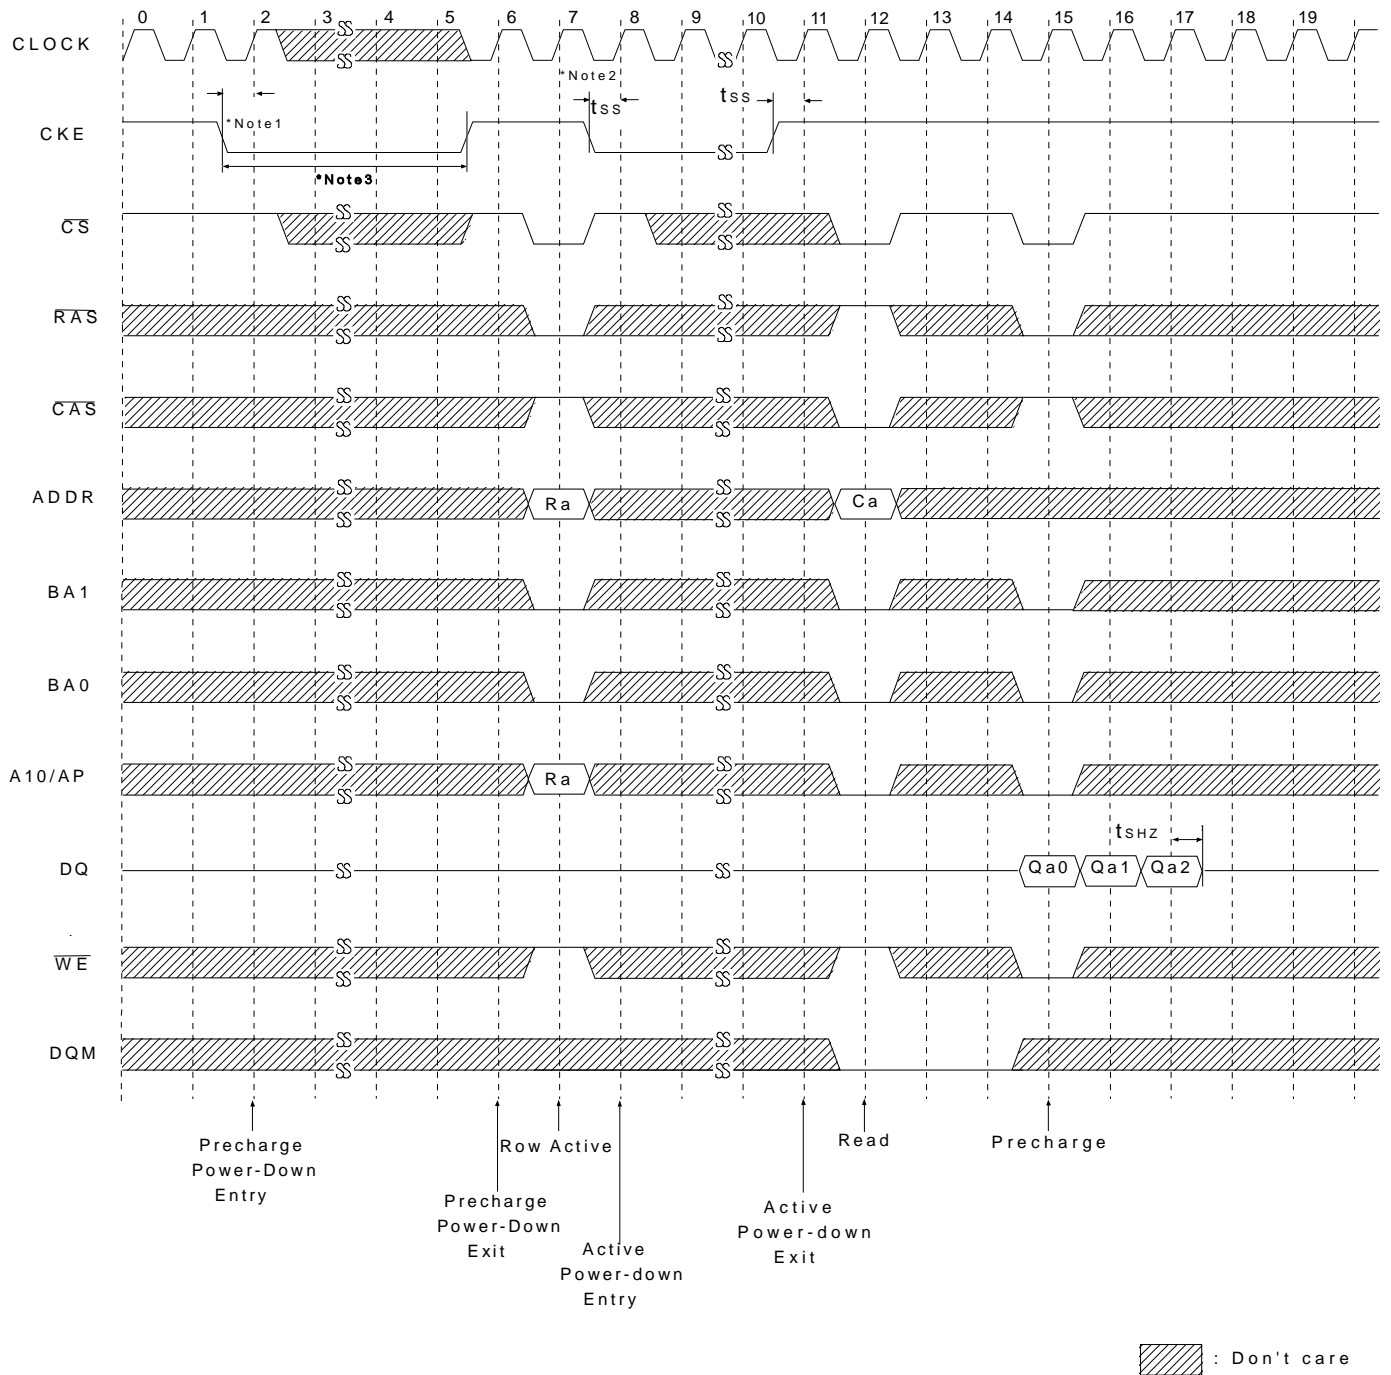 0 1 2 3 4 5 6 7 8 9 10 11 12 13 14 15 16 17 18 19
CLOCK
*Note2
tss
tss
*Note1
CKE
*Note3
CS
RAS
CAS
ADDR
Ra
Ca
BA1
BA0
A10/AP
Ra
tSHZ
DQ
Qa0
Qa1
Qa2
WE
DQM
Precharge
Power-Down
Entry
Row Active
Read
Precharge
Precharge
Power-Down
Exit
Active
Power-down
Entry
Active
Power-down
Exit
: Don't care